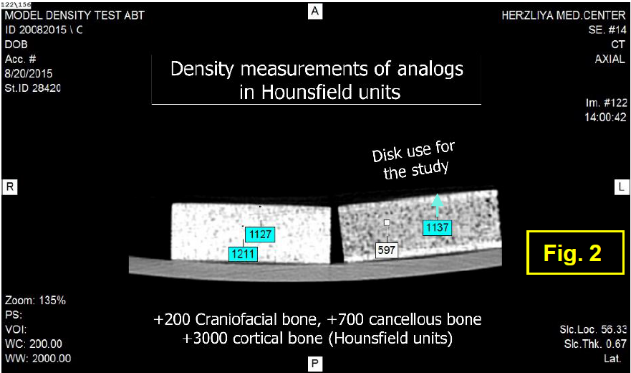 122\156
MODEL DENSITY TEST ABT
ID 20082015 \ C
DOB
Acc. #
8/20/2015
St.ID 28420
A
HERZLIYA MED.CENTER
SE. #14
CT
AXIAL
Im. #122
14:00:42
Density measurements of analogs
in Hounsfield units
Disk use for
the study
R
L
1127
1211
1137
597
Fig. 2
Zoom: 135%
PS:
VOI:
WC: 200.00
WW: 2000.00
+200 Craniofacial bone, +700 cancellous bone
+3000 cortical bone (Hounsfield units)
P
Slc.Loc. 56.33
Slc.Thk. 0.67
Lat.